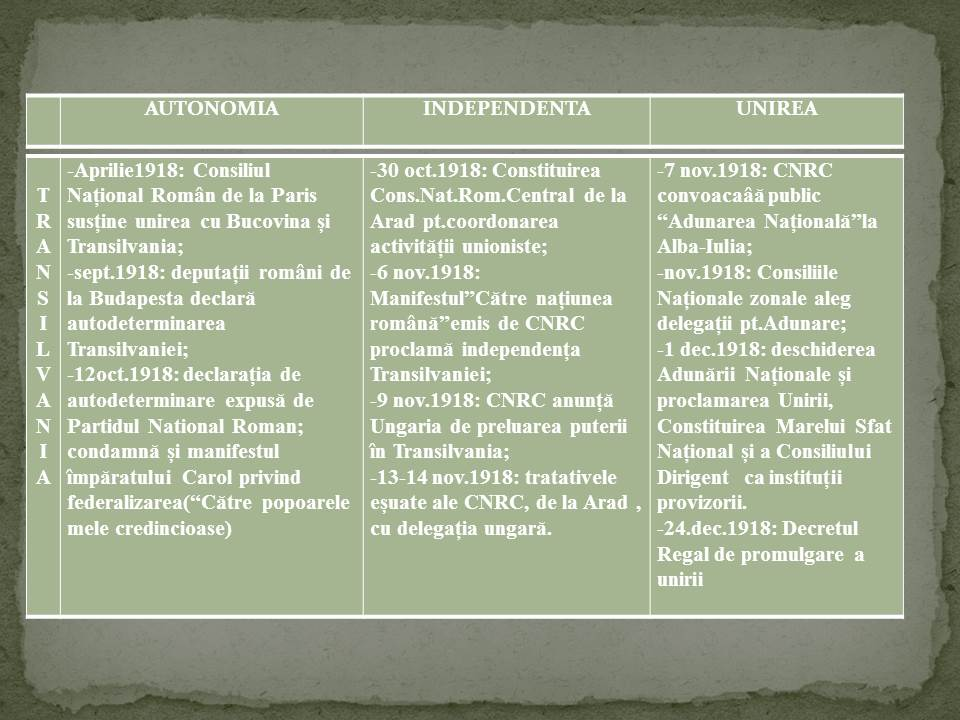 AUTONOMIA
INDEPENDENTA
UNIREA
T
R
A
N
S
I
L
V
A
N
I
A
-Aprilie1918: Consiliul
Național Român de la Paris
susține unirea cu Bucovina și
Transilvania;
-sept.1918: deputații români de
la Budapesta declară
autodeterminarea
Transilvaniei;
-12oct.1918: declarația de
autodeterminare expusă de
Partidul National Roman;
condamnă și manifestul
împăratului Carol privind
federalizarea(“Către popoarele
mele credincioase)
-30 oct.1918: Constituirea
Cons.Nat.Rom.Central de la
Arad pt.coordonarea
activității unioniste;
-6 nov.1918:
Manifestul”Către națiunea
română”emis de CNRC
proclamă independența
Transilvaniei;
-9 nov.1918: CNRC anunță
Ungaria de preluarea puterii
în Transilvania;
-13-14 nov.1918: tratativele
eșuate ale CNRC, de la Arad ,
cu delegația ungară.
-7 nov.1918: CNRC
convoacaâă public
“Adunarea Națională”la
Alba-Iulia;
-nov.1918: Consiliile
Naționale zonale aleg
delegații pt.Adunare;
-1 dec.1918: deschiderea
Adunării Naționale și
proclamarea Unirii,
Constituirea Marelui Sfat
Național și a Consiliului
Dirigent ca instituții
provizorii.
-24.dec.1918: Decretul
Regal de promulgare a
unirii